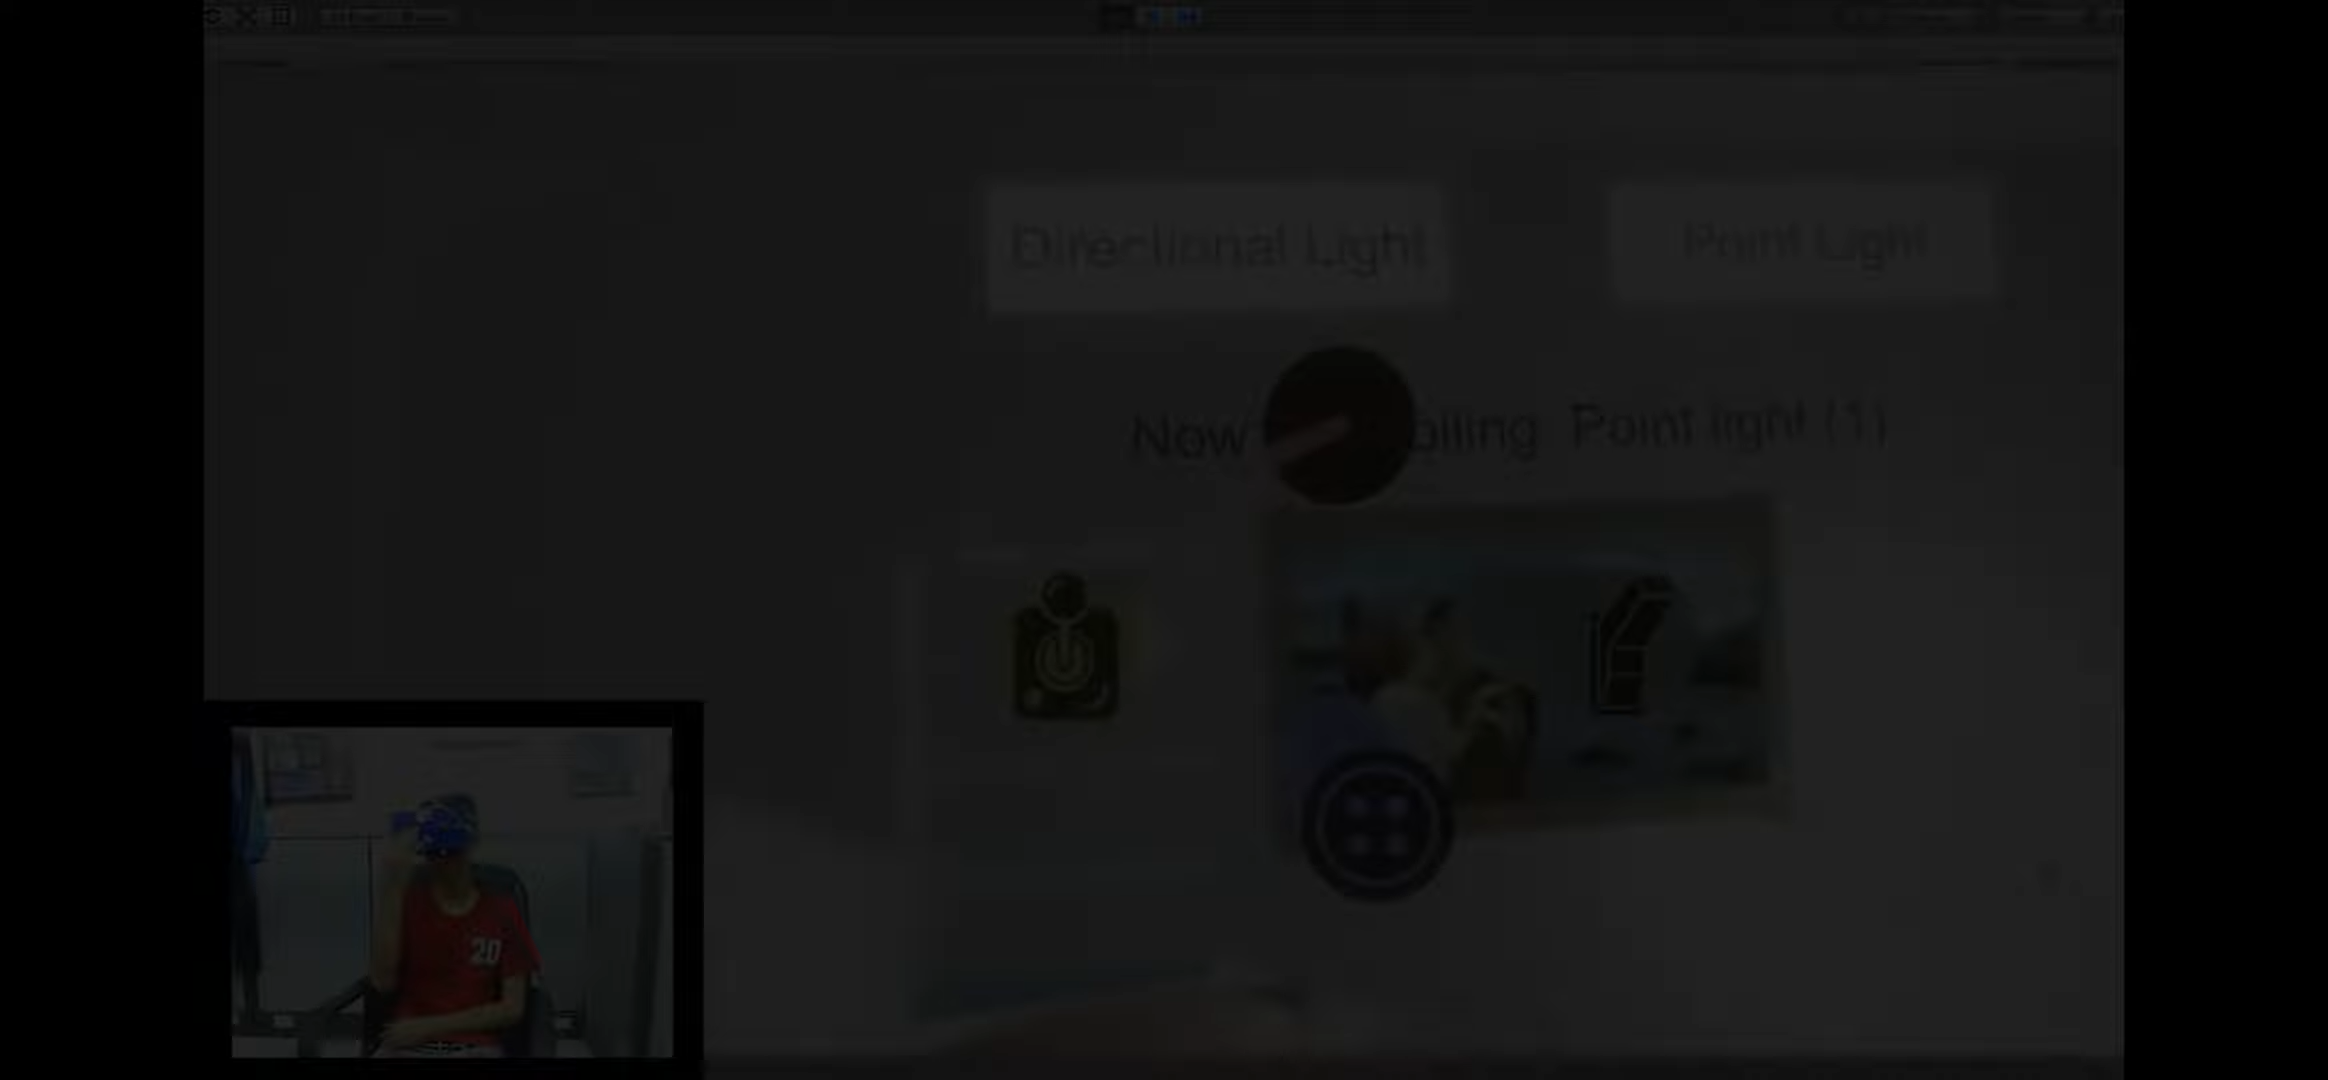 Directional Light
Point Light
Now
olling Point light (1)
20